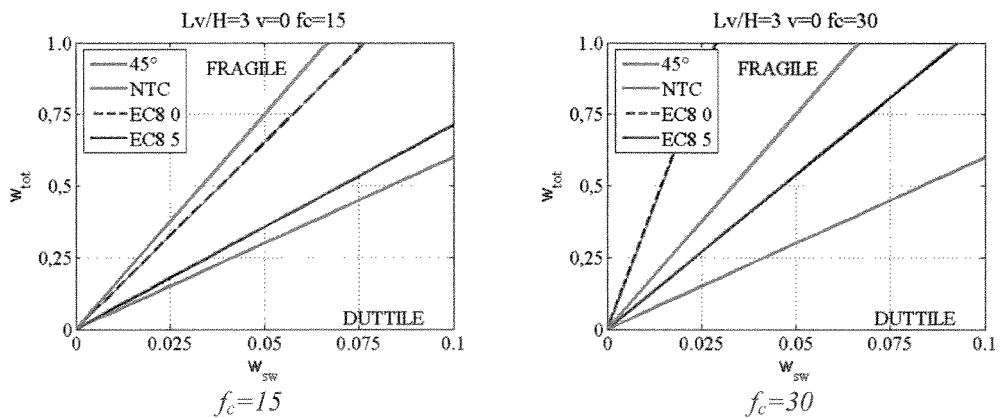 Lv/H=3 v=0 fc=15
1.0
0.75
0,5
0,25
0
w_tot
45°
NTC
EC8 0
EC8 5
FRAGILE
DUTTILE
0 0.025 0.05 0.075 0.1
w_sw
f_c=15
Lv/H=3 v=0 fc=30
1.0
0.75
0,5
0,25
0
w_tot
45°
NTC
EC8 0
EC8 5
FRAGILE
DUTTILE
0 0.025 0.05 0.075 0.1
w_sw
f_c=30